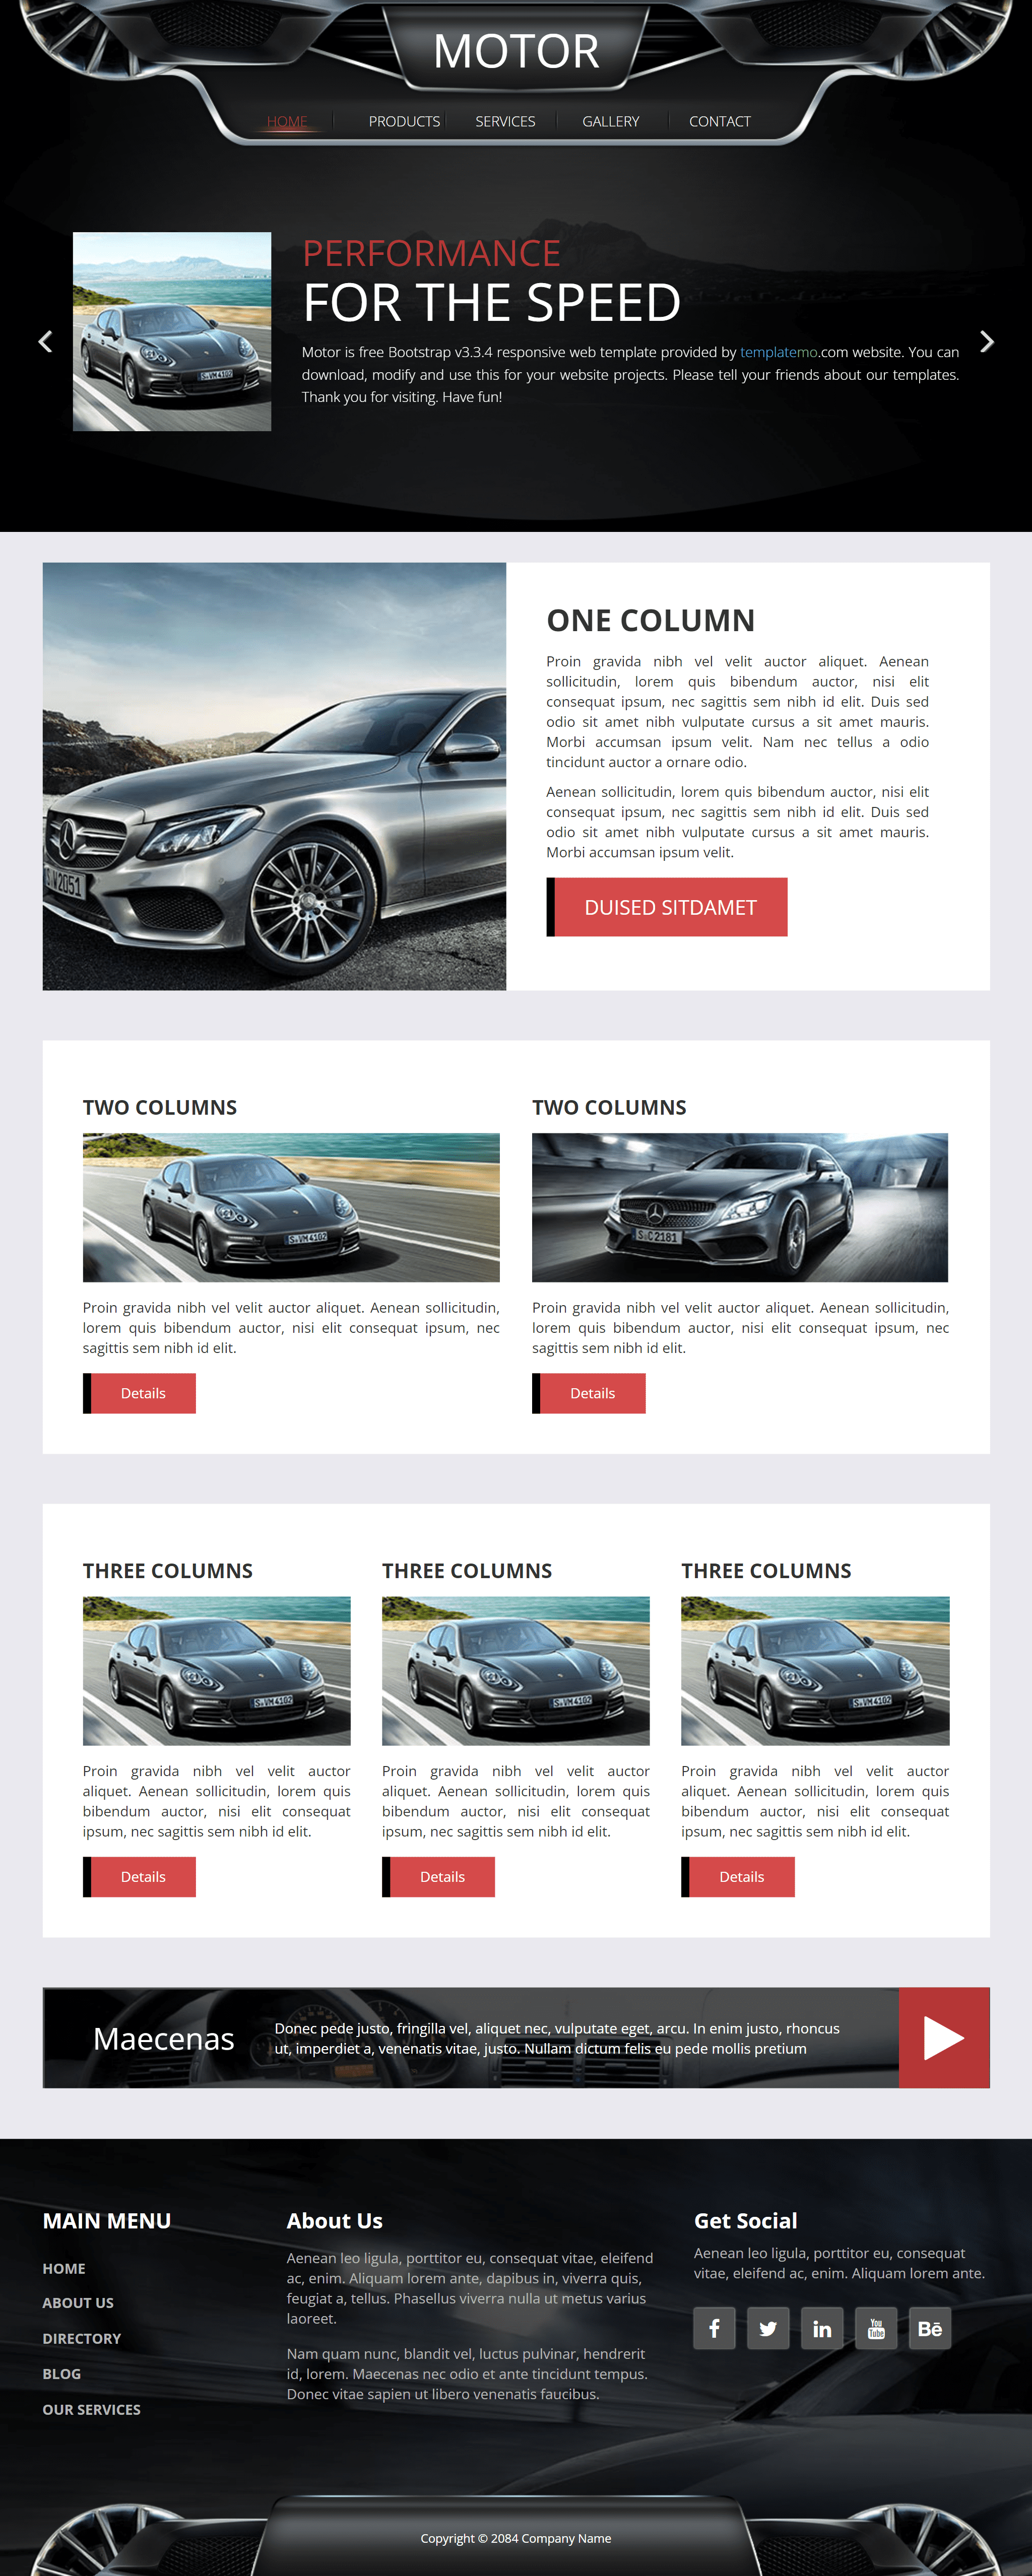 MOTOR
HOME PRODUCTS SERVICES GALLERY CONTACT
PERFORMANCE
FOR THE SPEED
Motor is free Bootstrap v3.3.4 responsive web template provided by templatemo.com website. You can
download, modify and use this for your website projects. Please tell your friends about our templates.
Thank you for visiting. Have fun!
S·VM 4102
ONE COLUMN
Proin gravida nibh vel velit auctor aliquet. Aenean
sollicitudin, lorem quis bibendum auctor, nisi elit
consequat ipsum, nec sagittis sem nibh id elit. Duis sed
odio sit amet nibh vulputate cursus a sit amet mauris.
Morbi accumsan ipsum velit. Nam nec tellus a odio
tincidunt auctor a ornare odio.
Aenean sollicitudin, lorem quis bibendum auctor, nisi elit
consequat ipsum, nec sagittis sem nibh id elit. Duis sed
odio sit amet nibh vulputate cursus a sit amet mauris.
Morbi accumsan ipsum velit.
DUISED SITDAMET
2051
TWO COLUMNS
S·VM 4102
Proin gravida nibh vel velit auctor aliquet. Aenean sollicitudin,
lorem quis bibendum auctor, nisi elit consequat ipsum, nec
sagittis sem nibh id elit.
Details
TWO COLUMNS
S·C 2181
Proin gravida nibh vel velit auctor aliquet. Aenean sollicitudin,
lorem quis bibendum auctor, nisi elit consequat ipsum, nec
sagittis sem nibh id elit.
Details
THREE COLUMNS
S·VM 4102
Proin gravida nibh vel velit auctor
aliquet. Aenean sollicitudin, lorem quis
bibendum auctor, nisi elit consequat
ipsum, nec sagittis sem nibh id elit.
Details
THREE COLUMNS
S·VM 4102
Proin gravida nibh vel velit auctor
aliquet. Aenean sollicitudin, lorem quis
bibendum auctor, nisi elit consequat
ipsum, nec sagittis sem nibh id elit.
Details
THREE COLUMNS
S·VM 4102
Proin gravida nibh vel velit auctor
aliquet. Aenean sollicitudin, lorem quis
bibendum auctor, nisi elit consequat
ipsum, nec sagittis sem nibh id elit.
Details
Maecenas
Donec pede justo, fringilla vel, aliquet nec, vulputate eget, arcu. In enim justo, rhoncus
ut, imperdiet a, venenatis vitae, justo. Nullam dictum felis eu pede mollis pretium
MAIN MENU
HOME
ABOUT US
DIRECTORY
BLOG
OUR SERVICES
About Us
Aenean leo ligula, porttitor eu, consequat vitae, eleifend
ac, enim. Aliquam lorem ante, dapibus in, viverra quis,
feugiat a, tellus. Phasellus viverra nulla ut metus varius
laoreet.
Nam quam nunc, blandit vel, luctus pulvinar, hendrerit
id, lorem. Maecenas nec odio et ante tincidunt tempus.
Donec vitae sapien ut libero venenatis faucibus.
Get Social
Aenean leo ligula, porttitor eu, consequat
vitae, eleifend ac, enim. Aliquam lorem ante.
f in You Tube Bē
Copyright © 2084 Company Name